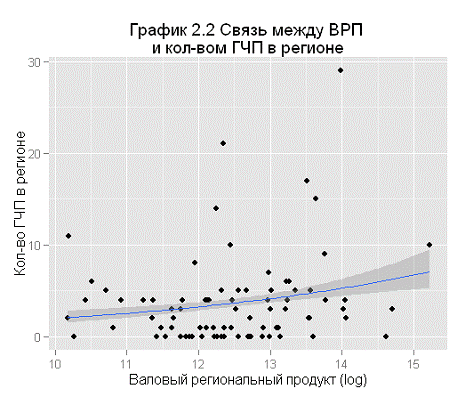 График 2.2 Связь между ВРП
и кол-вом ГЧП в регионе
Кол-во ГЧП в регионе
30
20
10
0
10 11 12 13 14 15
Валовый региональный продукт (log)